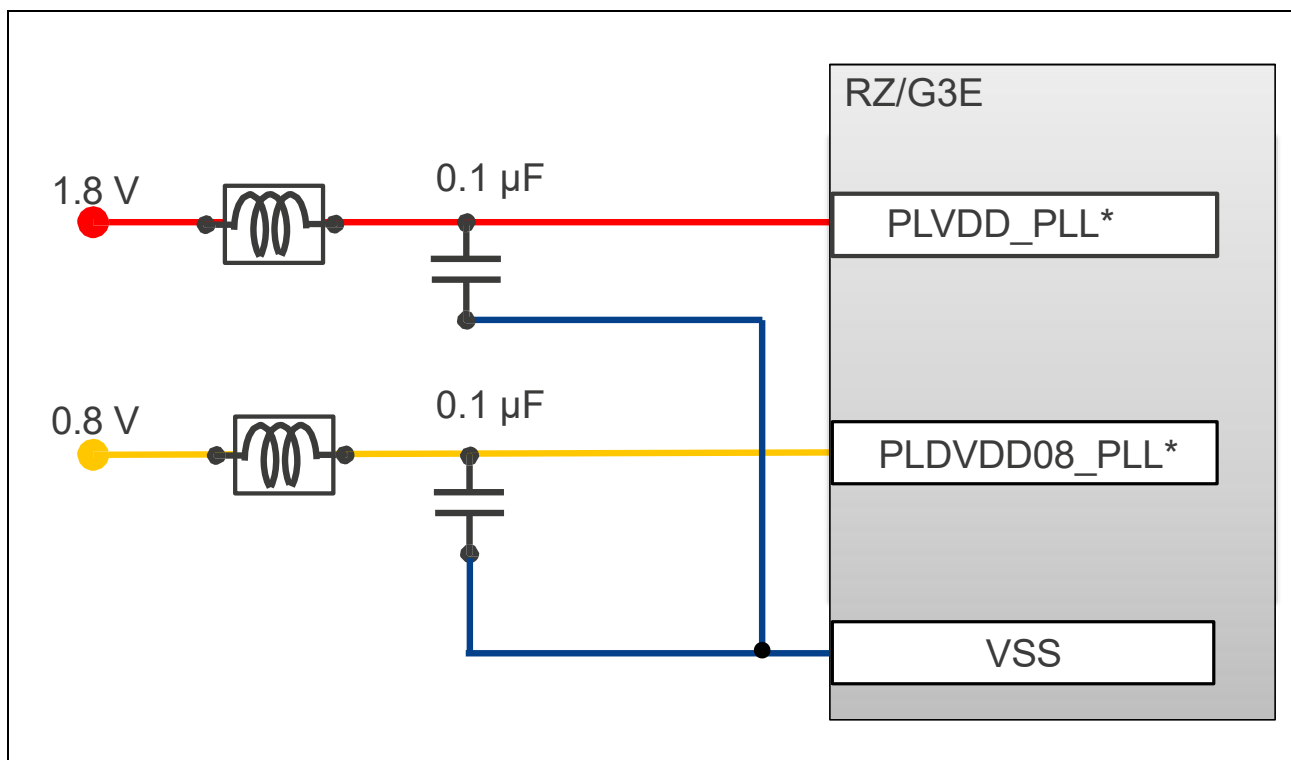 RZ/G3E
1.8 V
0.1 µF
PLVDD_PLL*
0.8 V
0.1 µF
PLDVDD08_PLL*
VSS